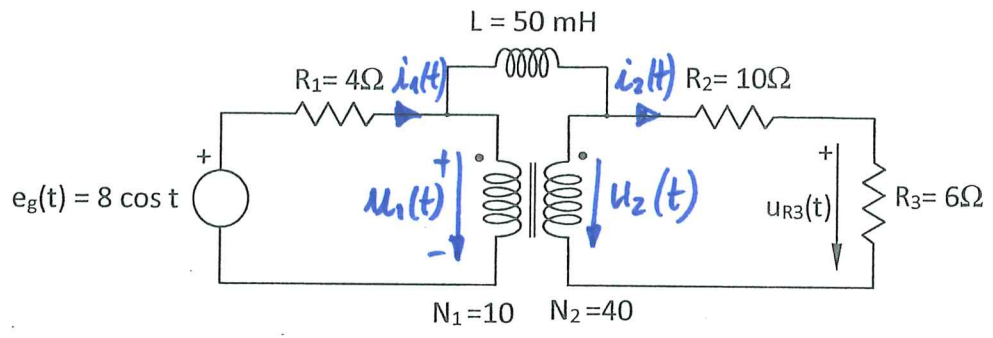 L = 50 mH
R₁= 4Ω i₁(t) i₂(t) R₂= 10Ω
+ + +
e_g(t) = 8 cos t u₁(t) u₂(t) u_R3(t) R₃= 6Ω
–
N₁=10 N₂=40